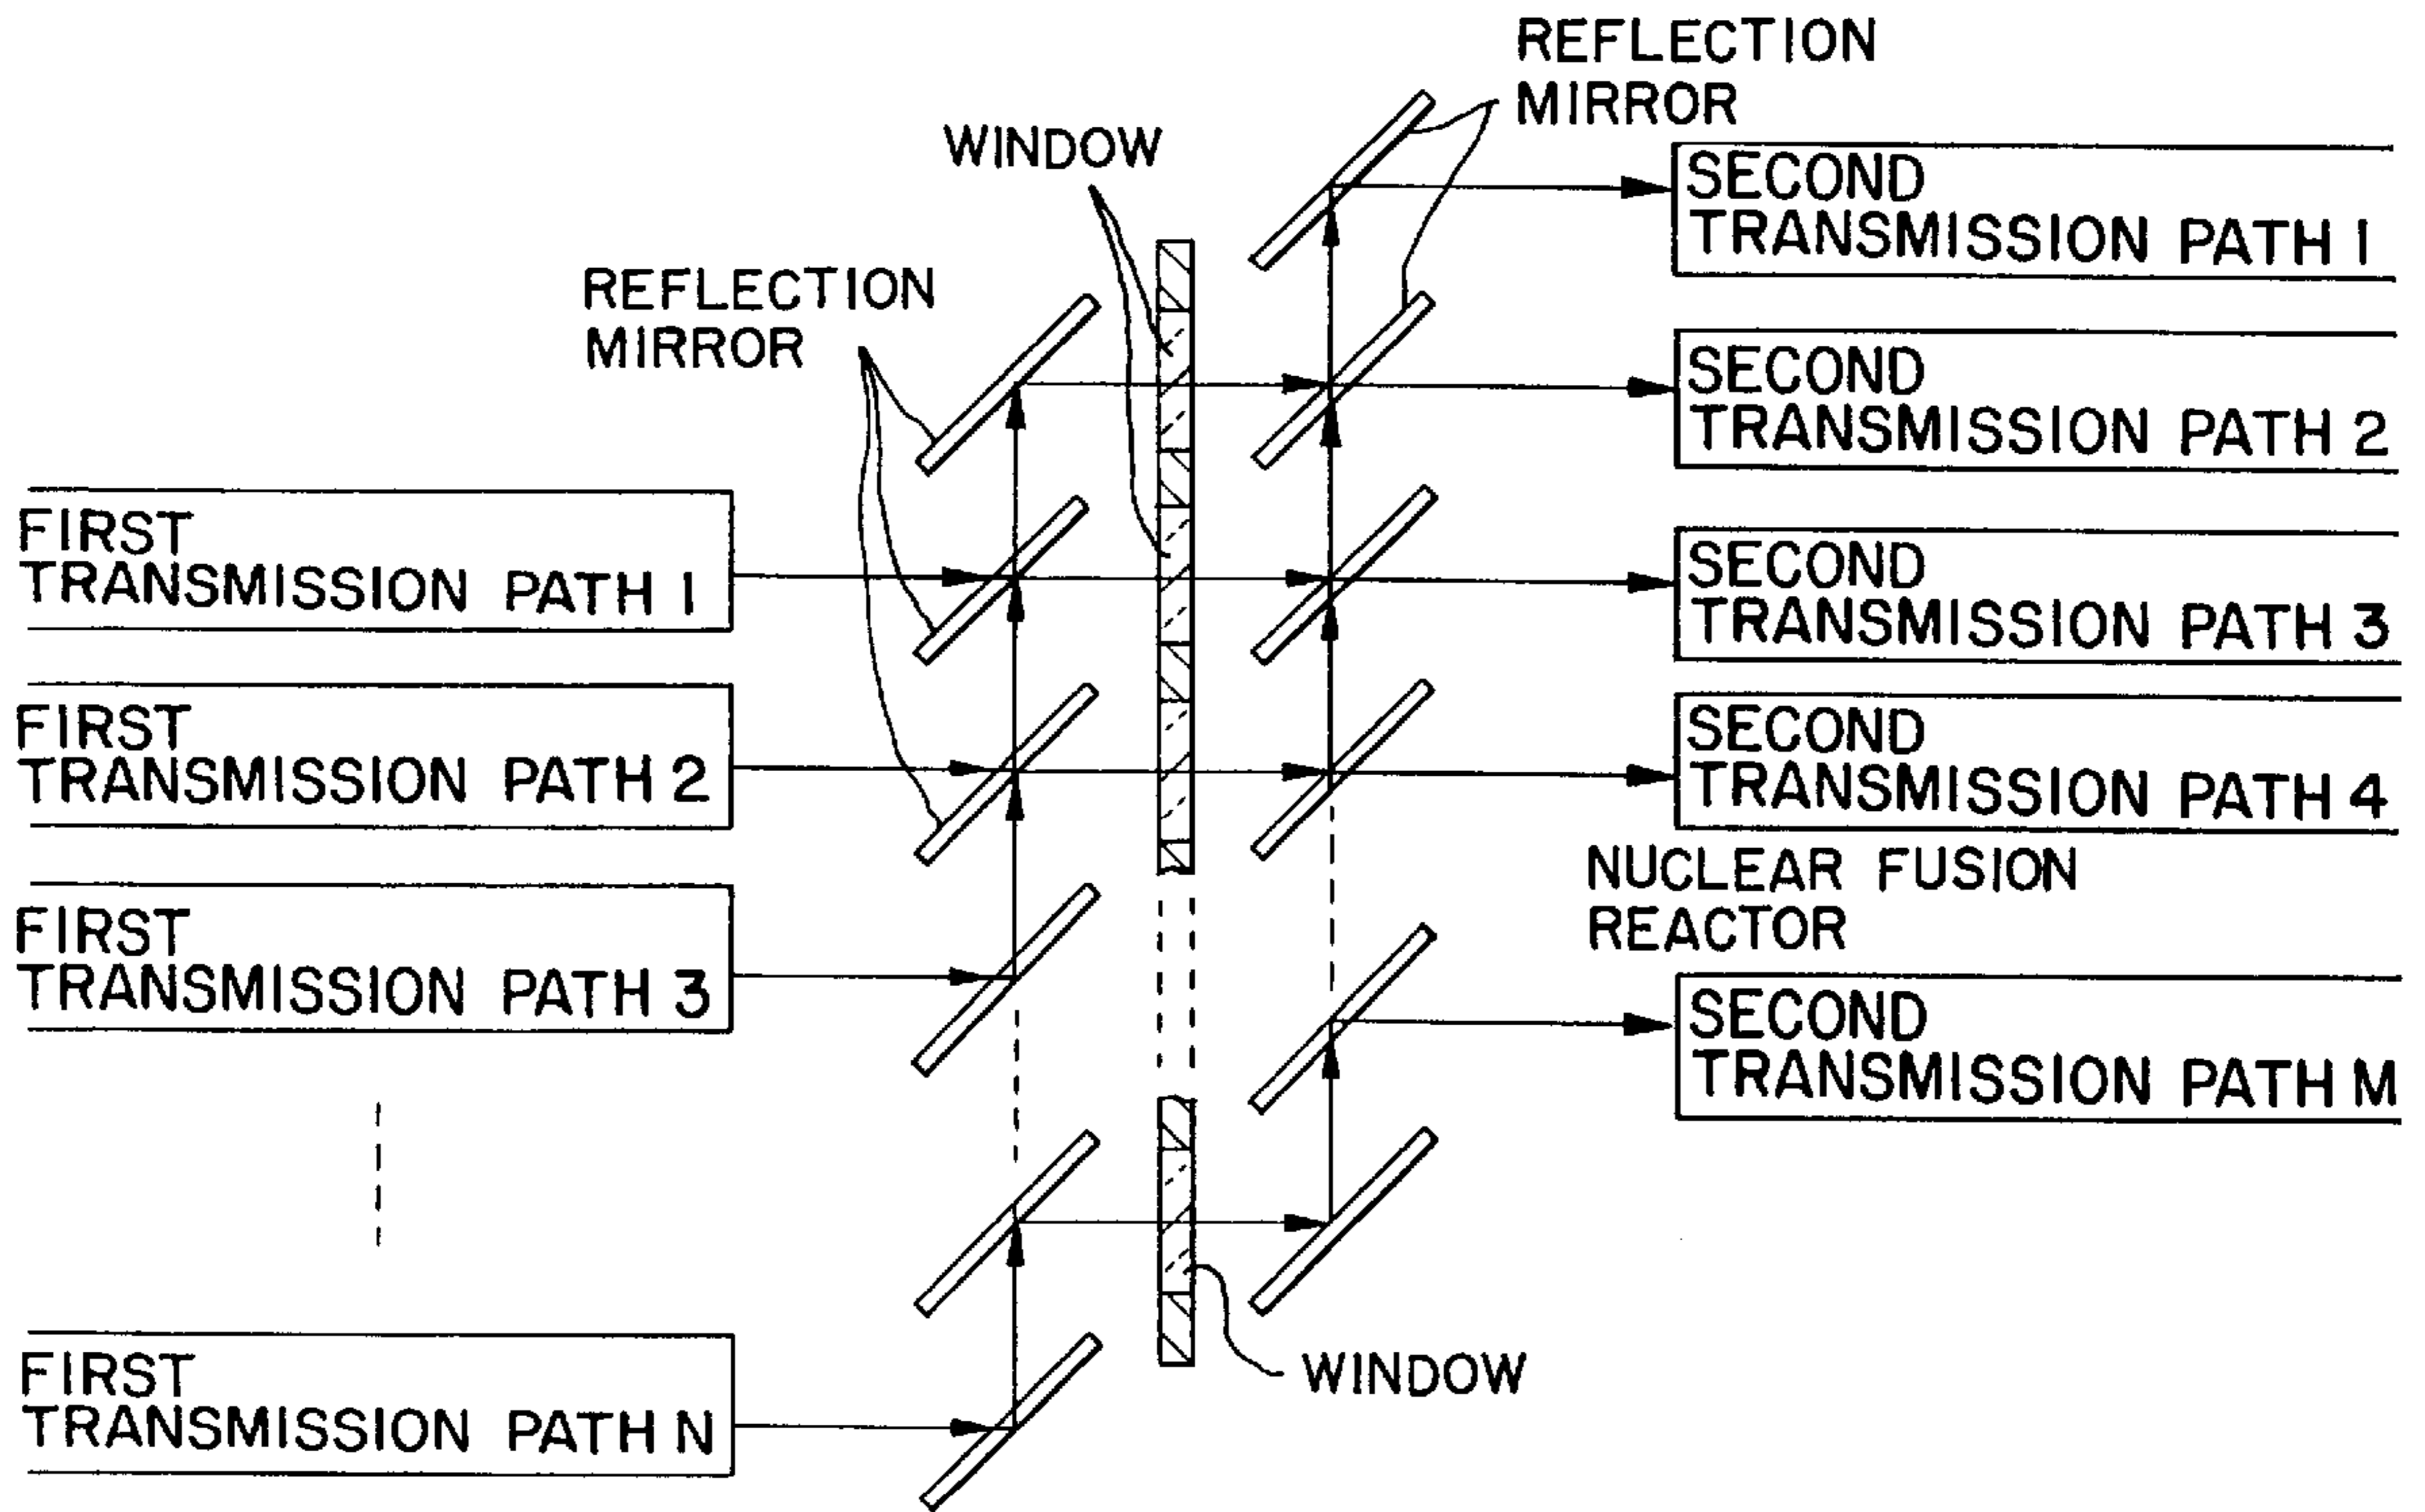 REFLECTION
MIRROR
WINDOW
SECOND
TRANSMISSION PATH 1
REFLECTION
MIRROR
SECOND
TRANSMISSION PATH 2
FIRST
TRANSMISSION PATH 1
SECOND
TRANSMISSION PATH 3
FIRST
TRANSMISSION PATH 2
SECOND
TRANSMISSION PATH 4
NUCLEAR FUSION
REACTOR
FIRST
TRANSMISSION PATH 3
SECOND
TRANSMISSION PATH M
WINDOW
FIRST
TRANSMISSION PATH N